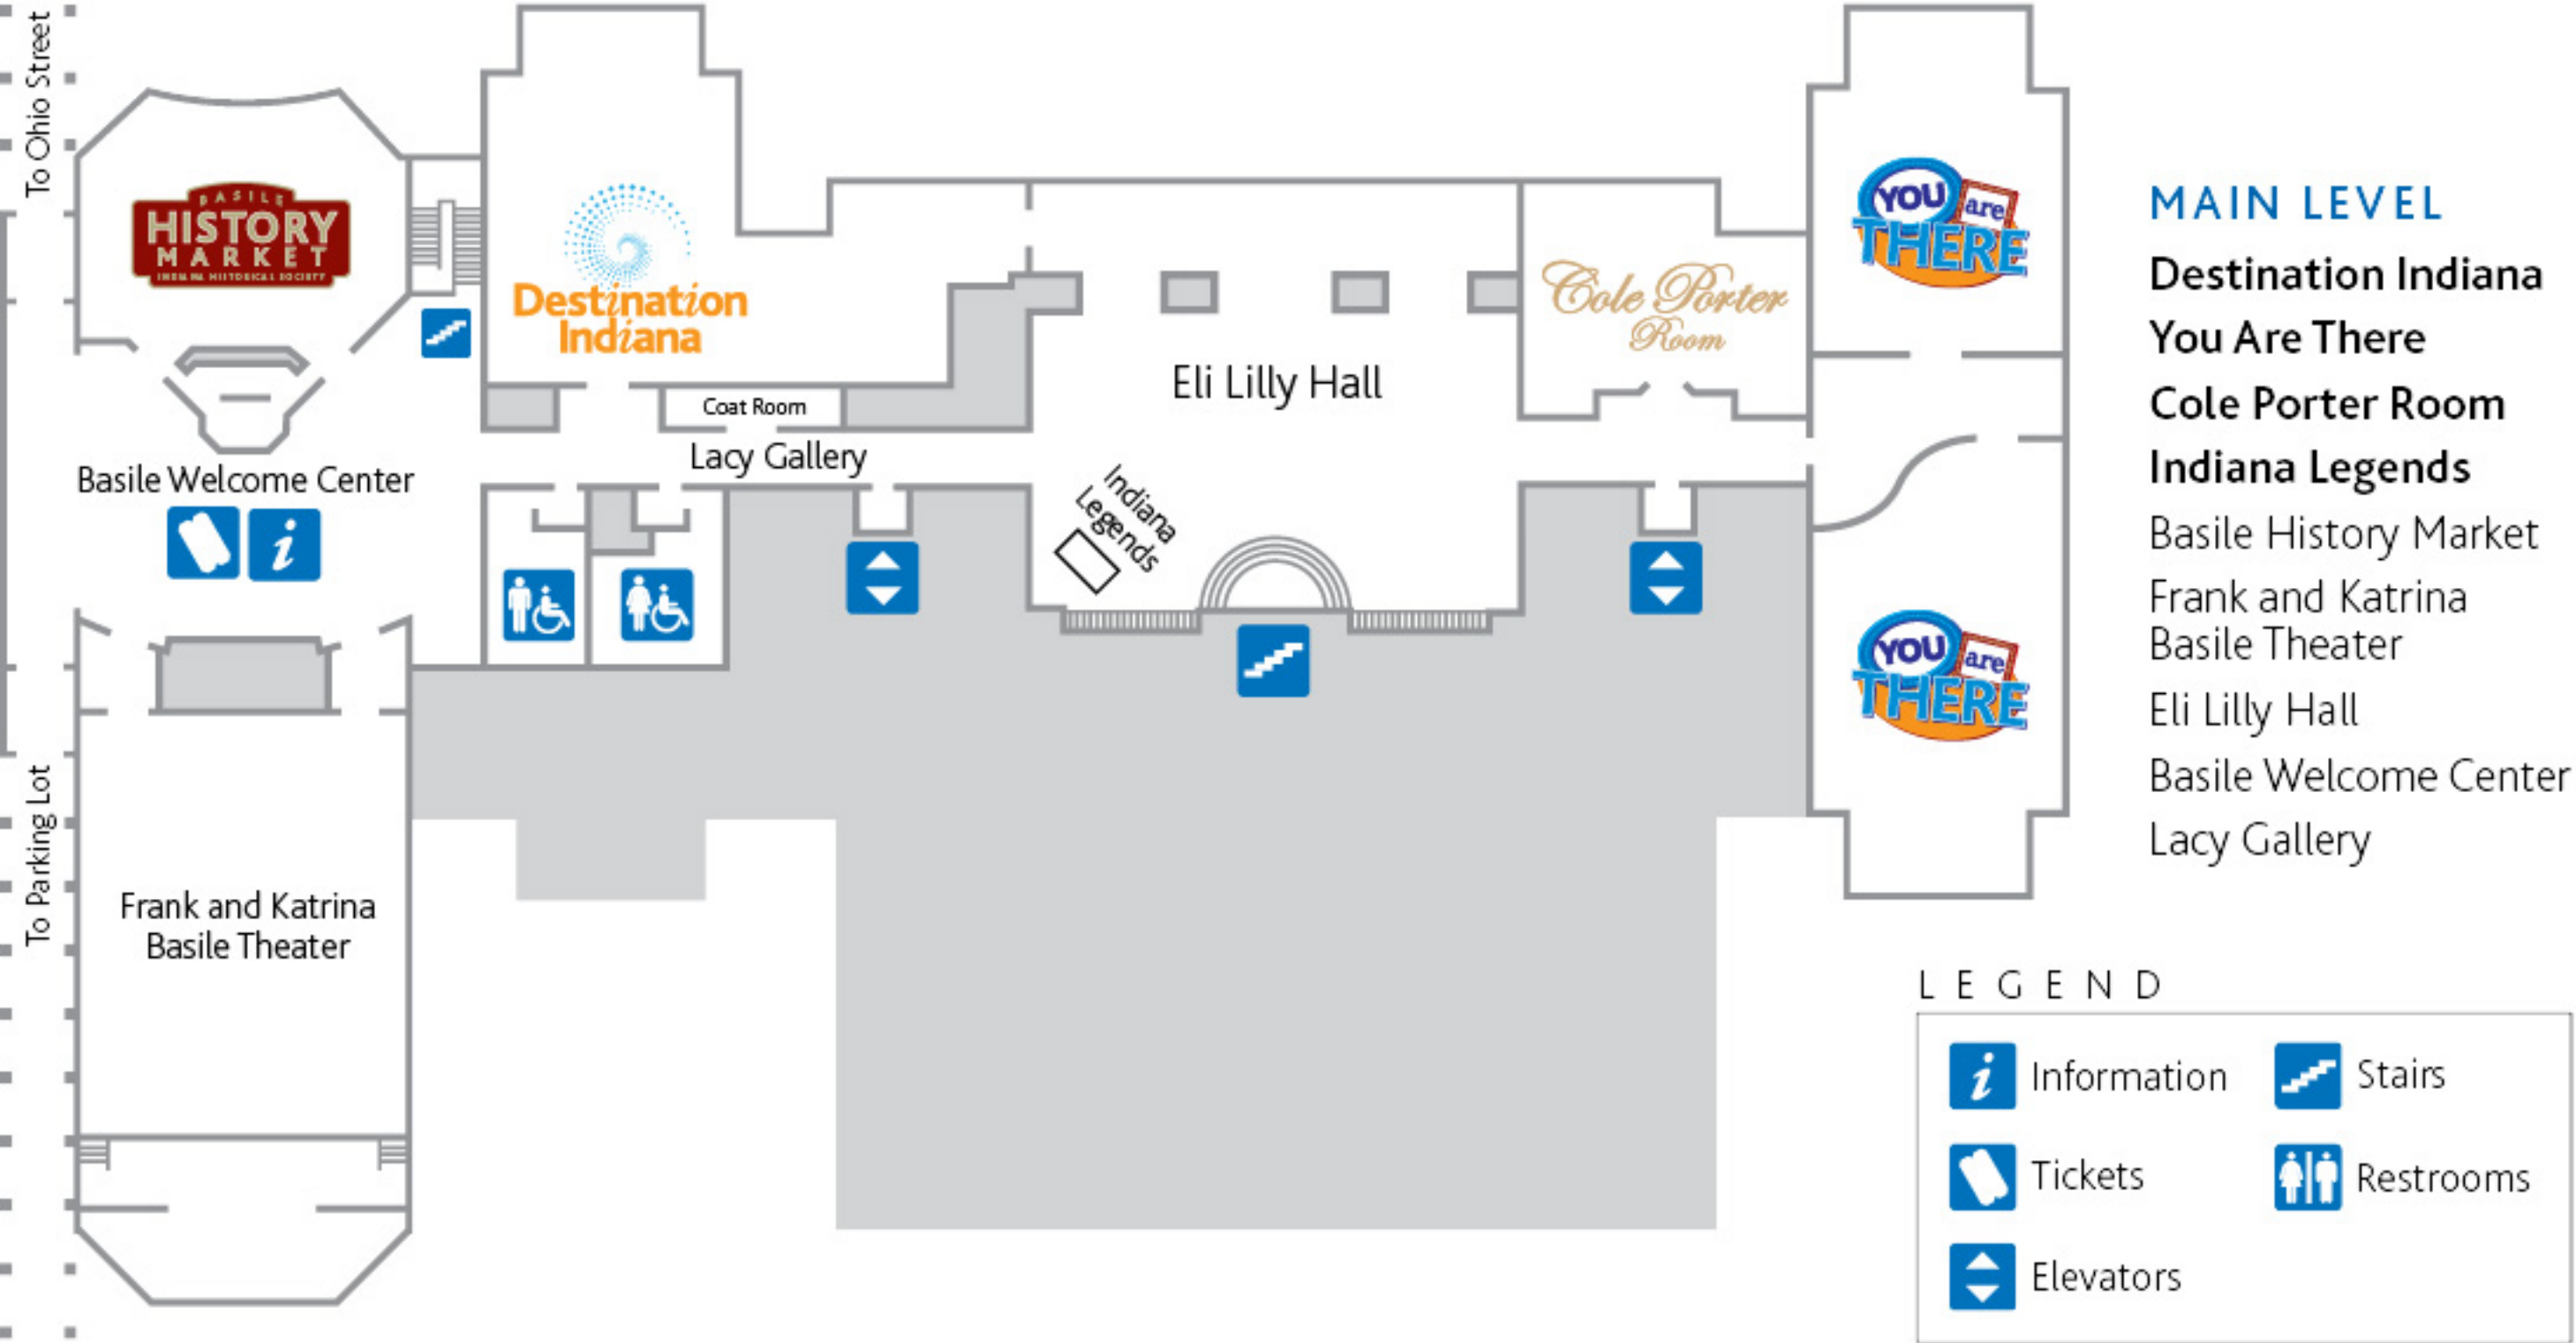 To Ohio Street
BASILE
HISTORY
MARKET
INDIANA HISTORICAL SOCIETY
Destination
Indiana
Coat Room
Lacy Gallery
Eli Lilly Hall
Cole Porter
Room
YOU are
THERE
Basile Welcome Center
i
Indiana
Legends
YOU are
THERE
To Parking Lot
Frank and Katrina
Basile Theater
MAIN LEVEL
Destination Indiana
You Are There
Cole Porter Room
Indiana Legends
Basile History Market
Frank and Katrina
Basile Theater
Eli Lilly Hall
Basile Welcome Center
Lacy Gallery
LEGEND
i Information
Stairs
Tickets
Restrooms
Elevators